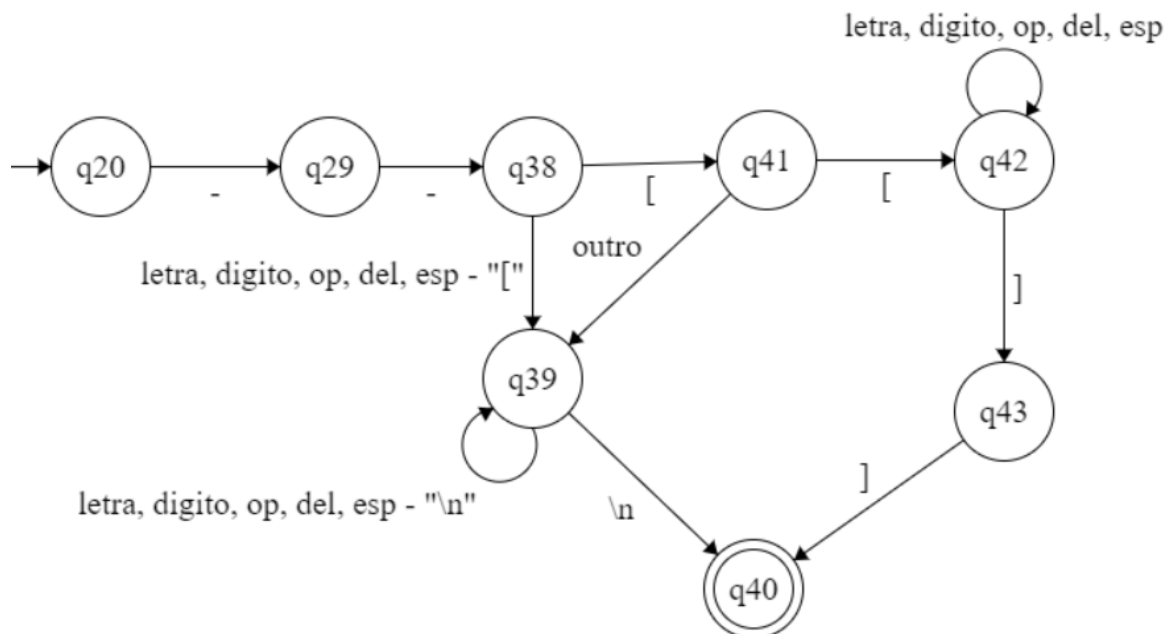 letra, digito, op, del, esp
q20
q29
q38
q41
q42
-
-
[
[
outro
letra, digito, op, del, esp - "["
]
q39
q43
]
letra, digito, op, del, esp - "\n"
\n
q40